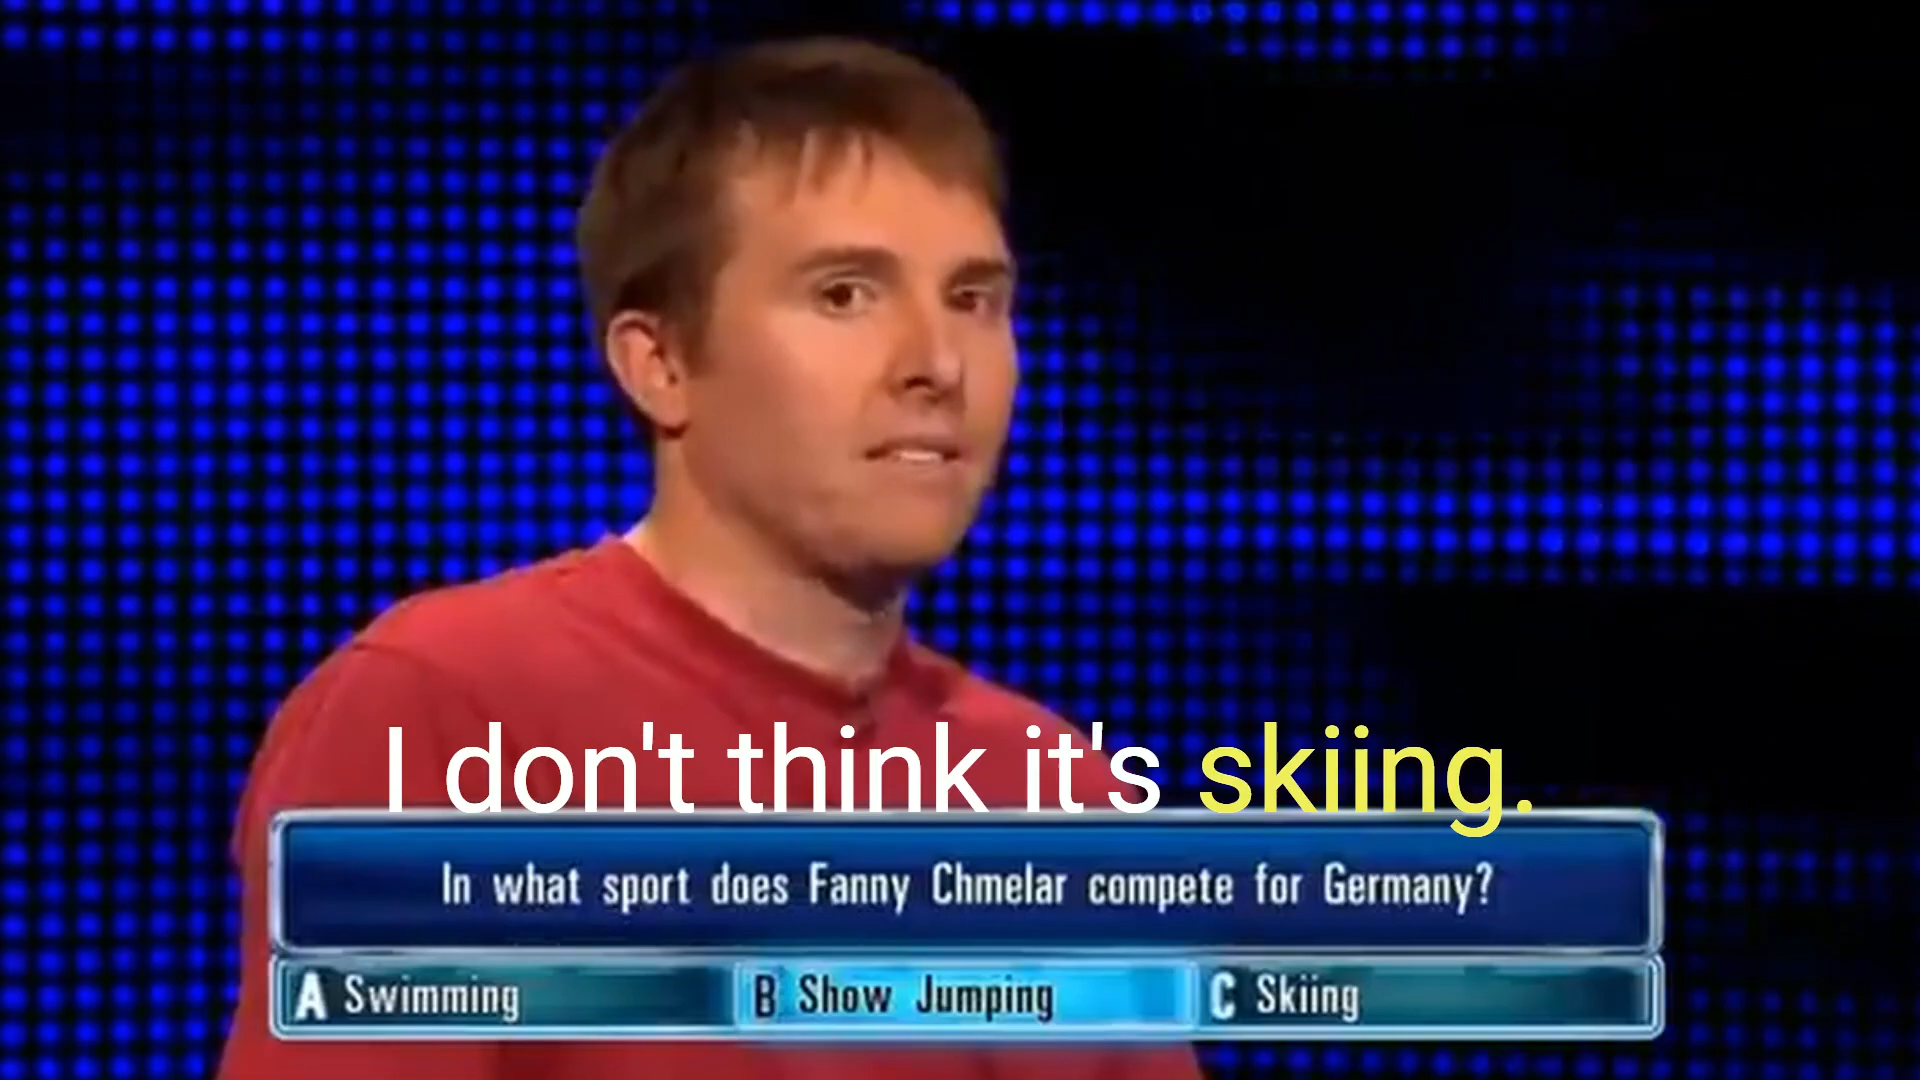 I don't think it's skiing.
In what sport does Fanny Chmelar compete for Germany?
A Swimming
B Show Jumping
C Skiing